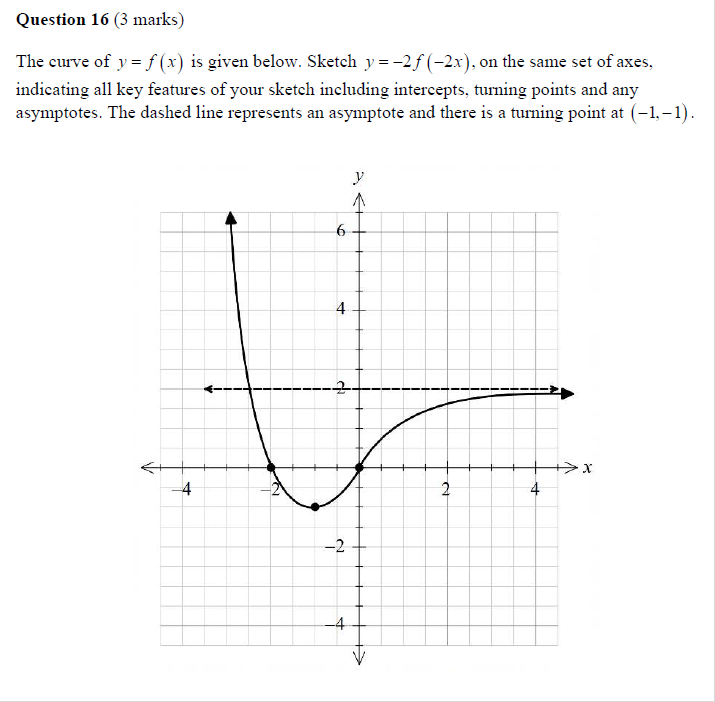 Question 16 (3 marks)
The curve of y = f(x) is given below. Sketch y = −2f(−2x), on the same set of axes,
indicating all key features of your sketch including intercepts, turning points and any
asymptotes. The dashed line represents an asymptote and there is a turning point at (−1,−1).
y
6
4
2
x
−4
−2
2
4
−2
−4